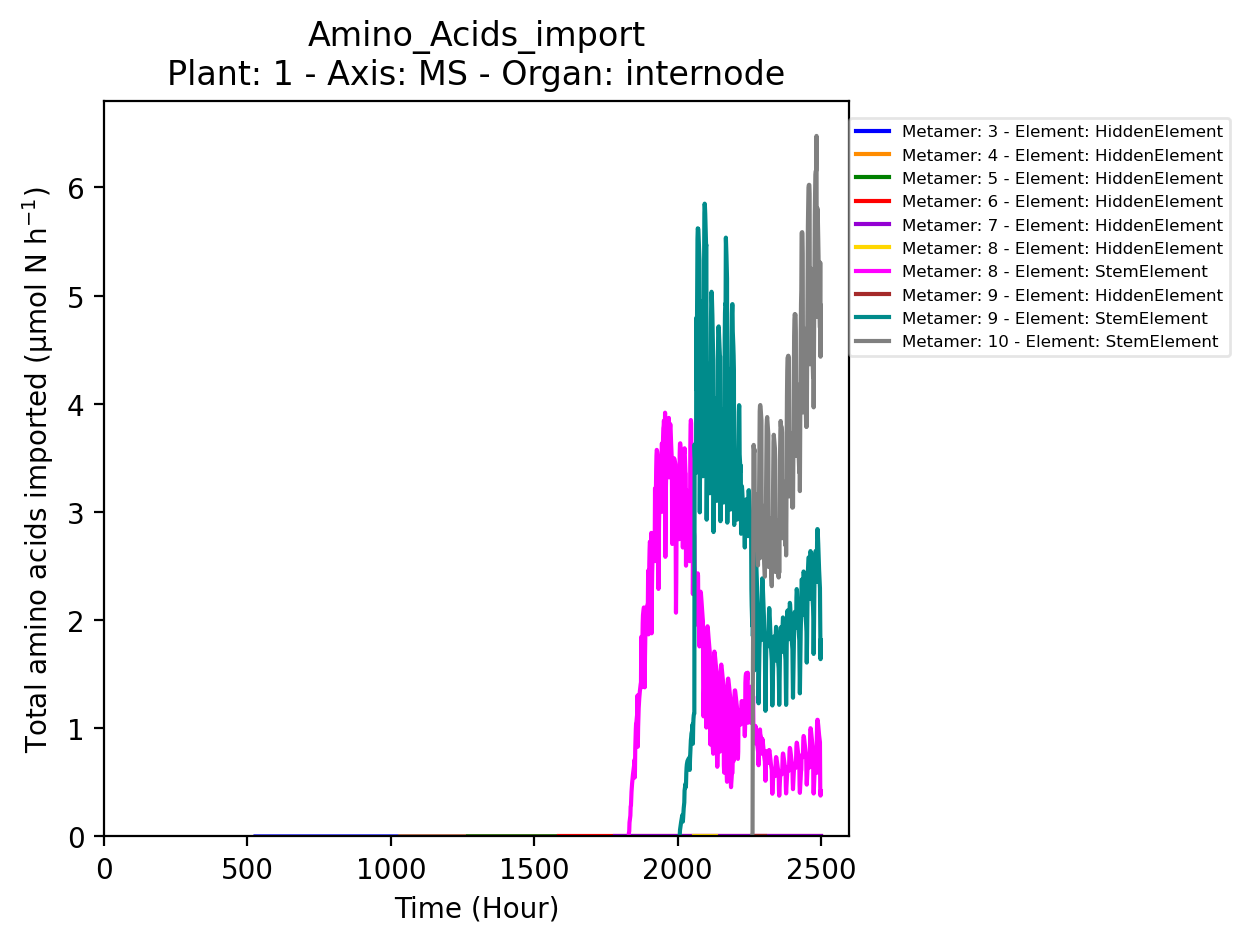 Amino_Acids_import
Plant: 1 - Axis: MS - Organ: internode
Total amino acids imported (µmol N h⁻¹)
6
5
4
3
2
1
0
0 500 1000 1500 2000 2500
Time (Hour)
Metamer: 3 - Element: HiddenElement
Metamer: 4 - Element: HiddenElement
Metamer: 5 - Element: HiddenElement
Metamer: 6 - Element: HiddenElement
Metamer: 7 - Element: HiddenElement
Metamer: 8 - Element: HiddenElement
Metamer: 8 - Element: StemElement
Metamer: 9 - Element: HiddenElement
Metamer: 9 - Element: StemElement
Metamer: 10 - Element: StemElement